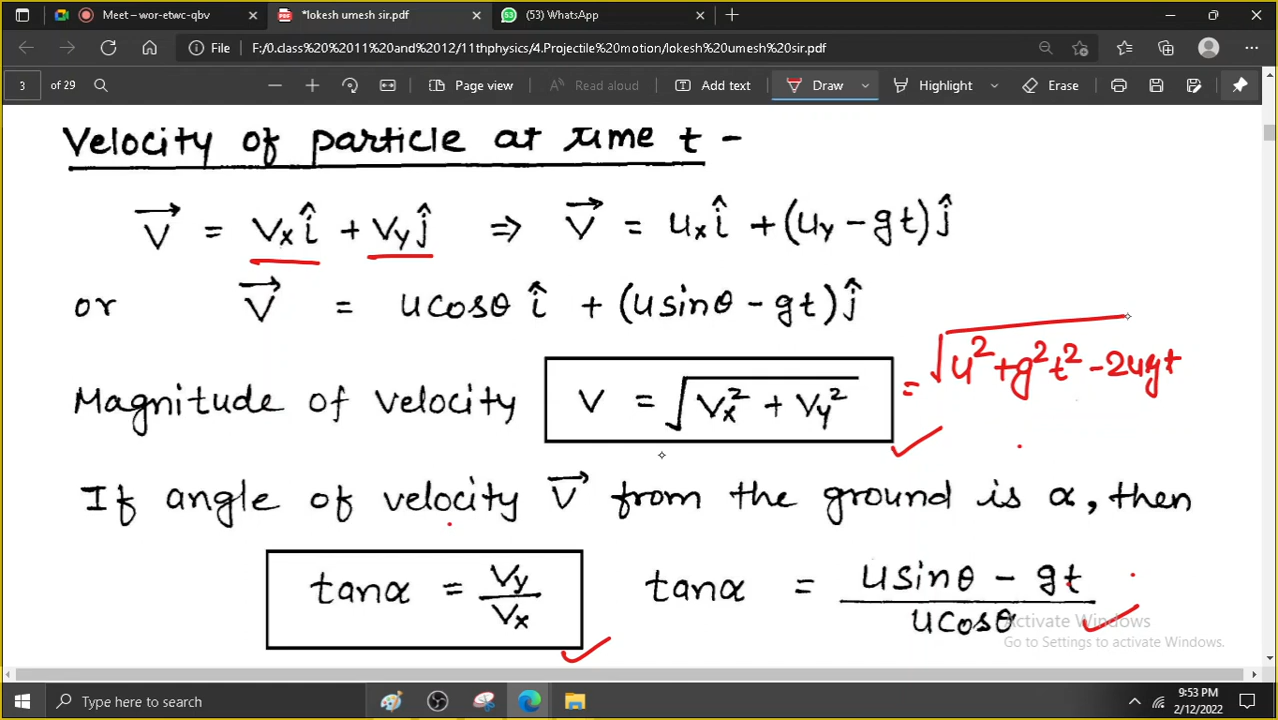 Meet – wor-etwc-qbv
*lokesh umesh sir.pdf
(53) WhatsApp
File F:/0.class%20%2011%20and%2012/11thphysics/4.Projectile%20motion/lokesh%20umesh%20sir.pdf
3 of 29 Page view Read aloud Add text Draw Highlight Erase
Velocity of particle at time t -
V⃗ = Vx î + Vy ĵ ⇒ V⃗ = ux î + (uy - gt) ĵ
or V⃗ = ucosθ î + (usinθ - gt) ĵ
Magnitude of velocity V = √(Vx² + Vy²) = √(u² + g²t² - 2ugt
If angle of velocity V⃗ from the ground is α, then
tanα = Vy/Vx tanα = (usinθ - gt)/(ucosθ)
Activate Windows
Go to Settings to activate Windows.
Type here to search
9:53 PM
2/12/2022